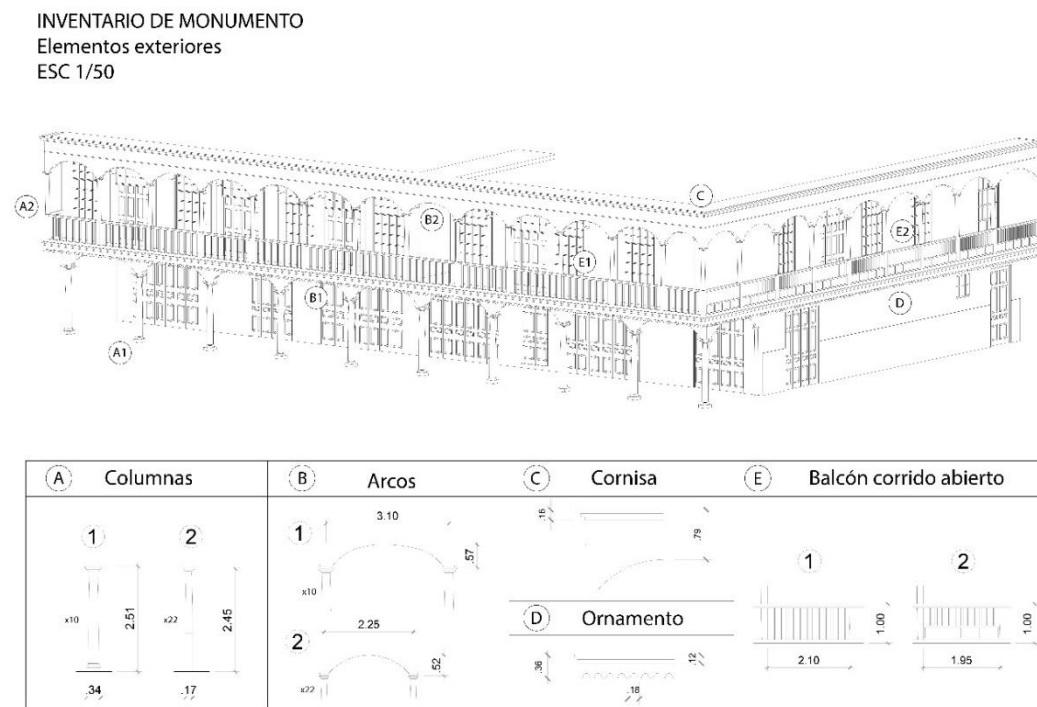 INVENTARIO DE MONUMENTO
Elementos exteriores
ESC 1/50
C
A2
B2
E2
E1
B1
D
A1
A Columnas
1 2
x10
2.51
x22
2.45
.34
.17
B Arcos
3.10
1
.57
x10
2.25
2
.52
x22
C Cornisa
.16
.79
D Ornamento
.36
.12
.18
E Balcón corrido abierto
1 2
1.00
1.00
2.10
1.95